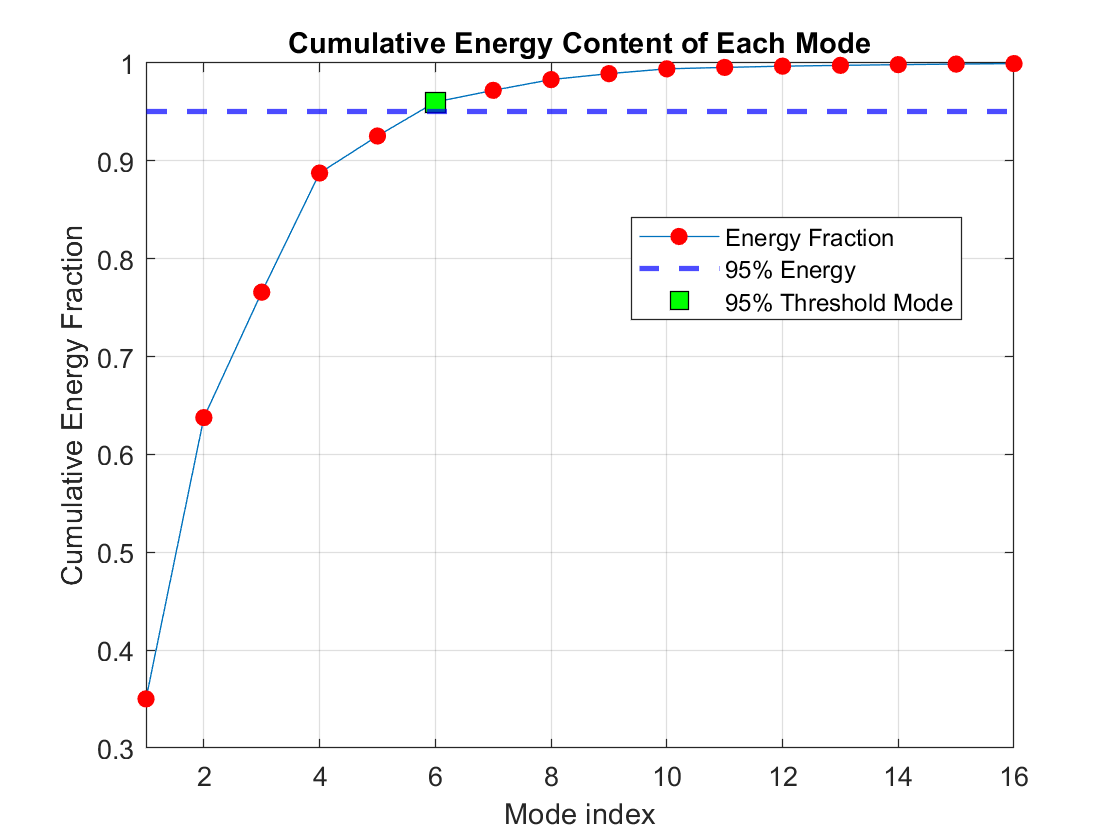 Cumulative Energy Content of Each Mode
1
0.9
0.8
0.7
0.6
0.5
0.4
0.3
Cumulative Energy Fraction
Energy Fraction
95% Energy
95% Threshold Mode
2 4 6 8 10 12 14 16
Mode index